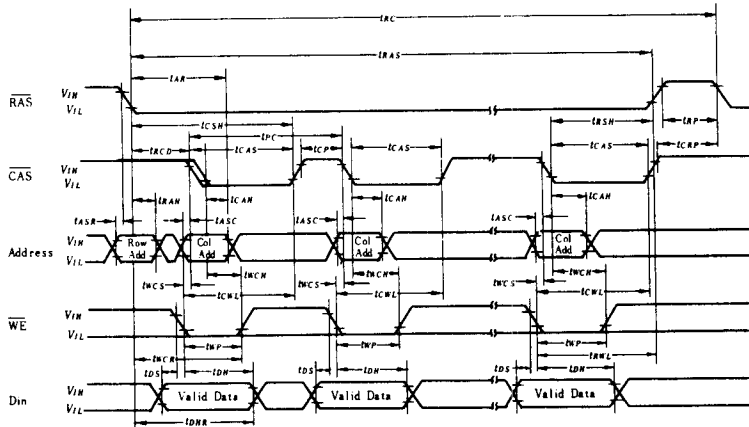 tRC
tRAS
tAR
RAS
VIH
VIL
tCSH
tPC
tRSH
tRP
tRCD
tCAS
tCP
tCAS
tCAS
tCRP
CAS
VIH
VIL
tRAH
tCAH
tCAH
tCAH
tASR
tASC
tASC
tASC
Address
VIH
VIL
Row Add
Col Add
Col Add
Col Add
tWCH
tWCH
tWCH
tWCS
tCWL
tWCS
tCWL
tWCS
tCWL
WE
VIH
VIL
tWP
tWP
tWP
tWCR
tRWL
tDS
tDH
tDS
tDH
tDS
tDH
Din
VIH
VIL
Valid Data
Valid Data
Valid Data
tDHR